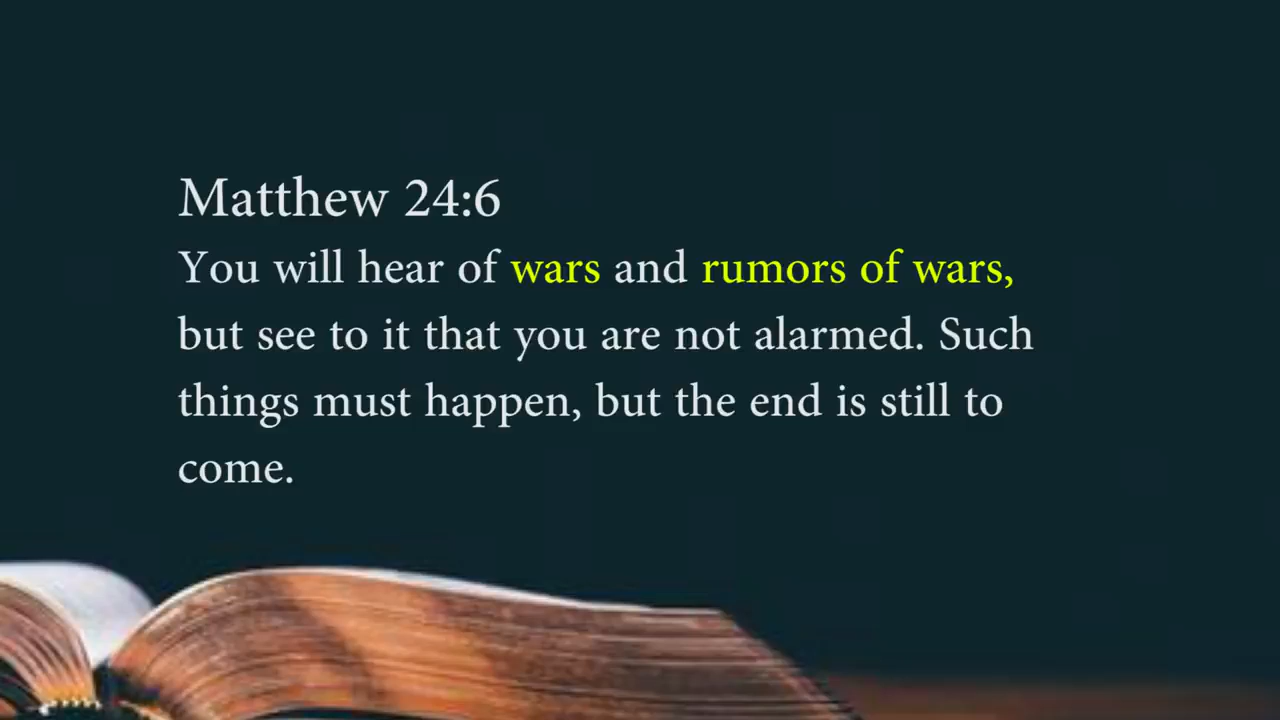 Matthew 24:6
You will hear of wars and rumors of wars,
but see to it that you are not alarmed. Such
things must happen, but the end is still to
come.